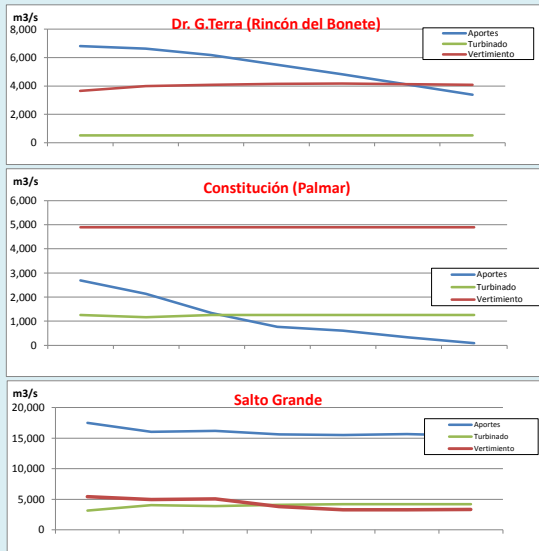 m3/s
Dr. G.Terra (Rincón del Bonete)
8,000
6,000
4,000
2,000
0
Aportes
Turbinado
Vertimiento
m3/s
Constitución (Palmar)
6,000
5,000
4,000
3,000
2,000
1,000
0
Aportes
Turbinado
Vertimiento
m3/s
Salto Grande
20,000
15,000
10,000
5,000
0
Aportes
Turbinado
Vertimiento